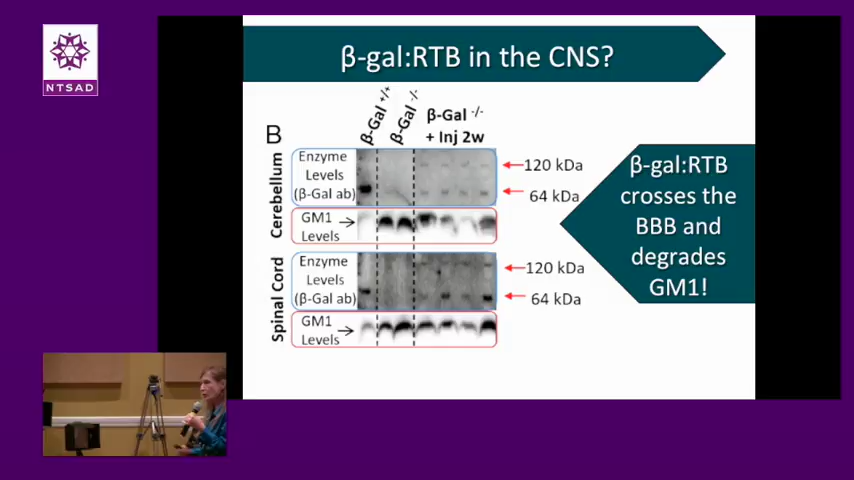 NTSAD
β-gal:RTB in the CNS?
B
β-Gal +/+
β-Gal -/-
β-Gal -/-
+ Inj 2w
Cerebellum
Enzyme
Levels
(β-Gal ab)
120 kDa
64 kDa
GM1
Levels
Spinal Cord
Enzyme
Levels
(β-Gal ab)
120 kDa
64 kDa
GM1
Levels
β-gal:RTB
crosses the
BBB and
degrades
GM1!